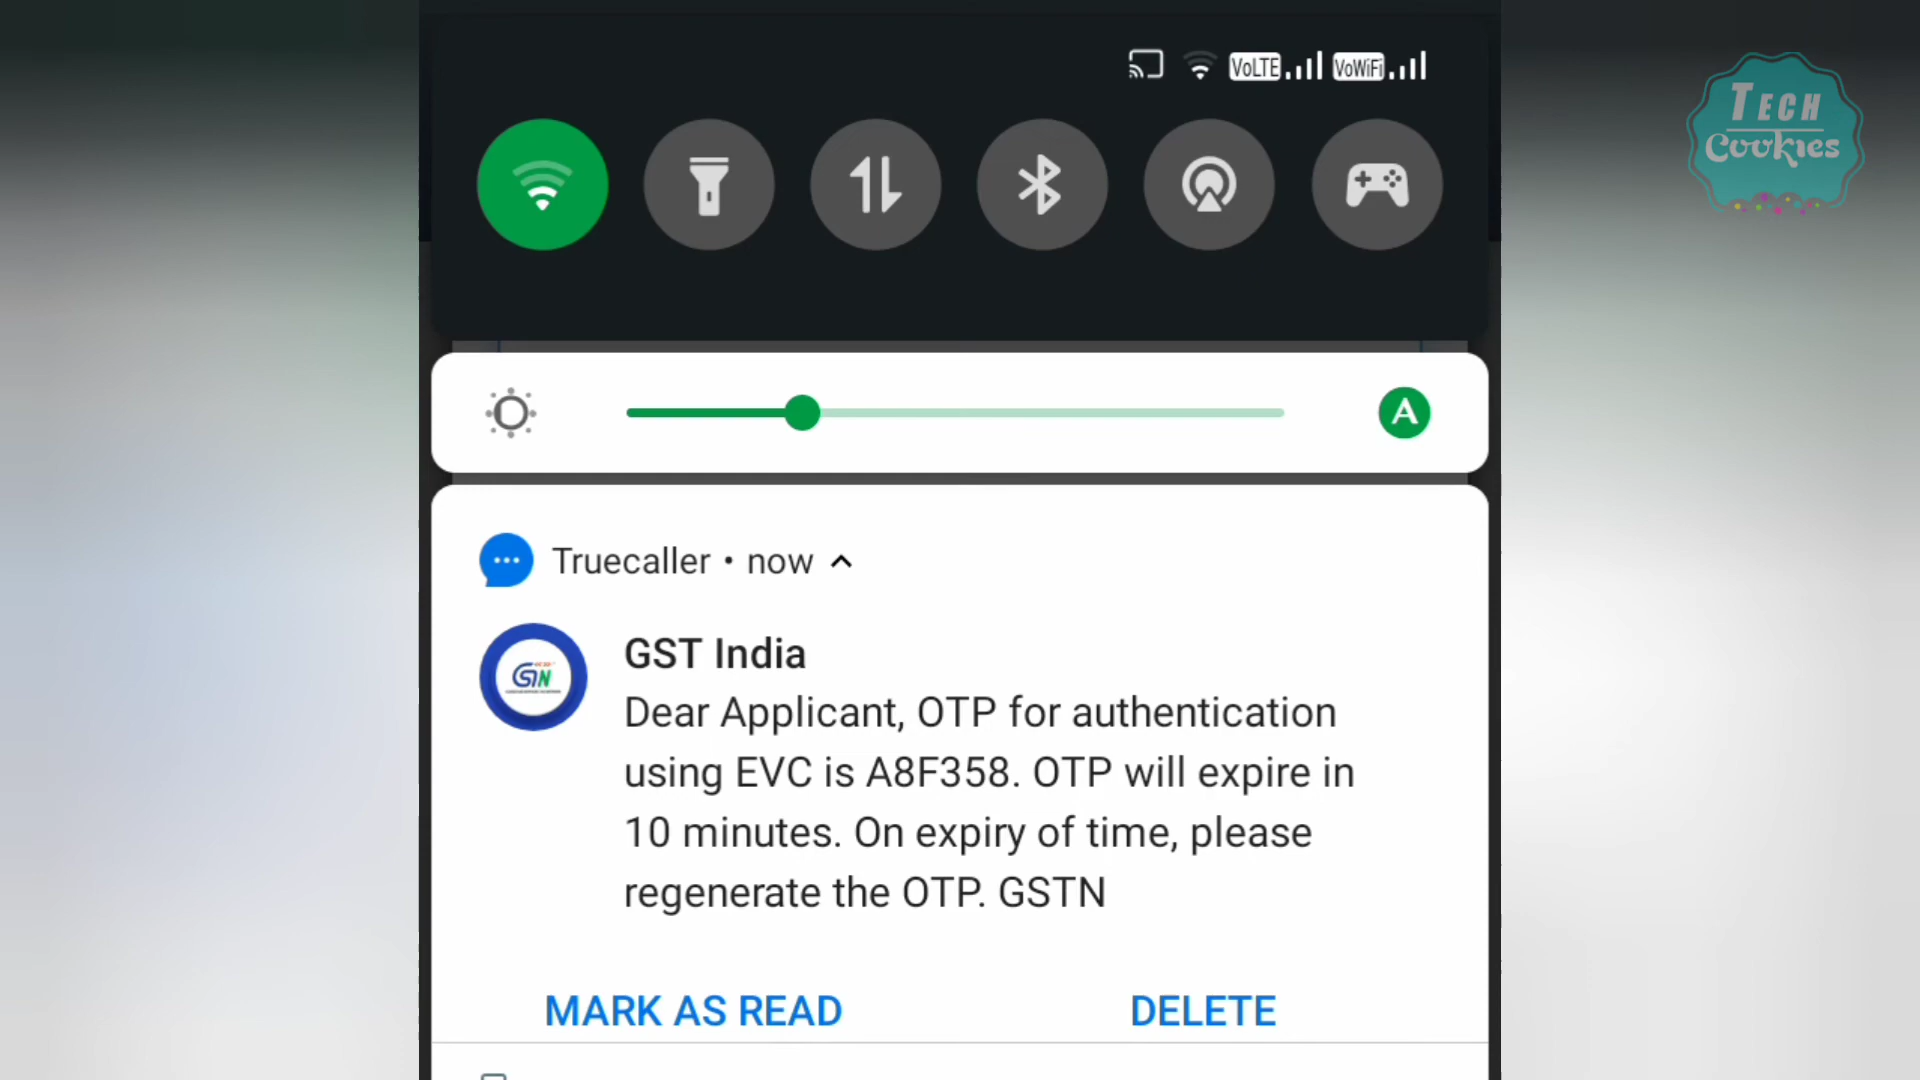 VoLTE VoWiFi
TECH
Cookies
A
Truecaller • now
GST India
GSTN
Dear Applicant, OTP for authentication
using EVC is A8F358. OTP will expire in
10 minutes. On expiry of time, please
regenerate the OTP. GSTN
MARK AS READ DELETE